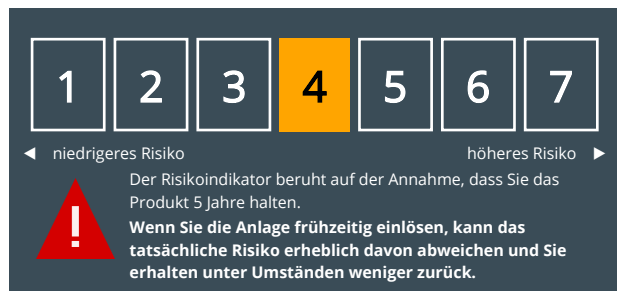 1 2 3 4 5 6 7
◀ niedrigeres Risiko höheres Risiko ▶
Der Risikoindikator beruht auf der Annahme, dass Sie das
Produkt 5 Jahre halten.
!
Wenn Sie die Anlage frühzeitig einlösen, kann das
tatsächliche Risiko erheblich davon abweichen und Sie
erhalten unter Umständen weniger zurück.